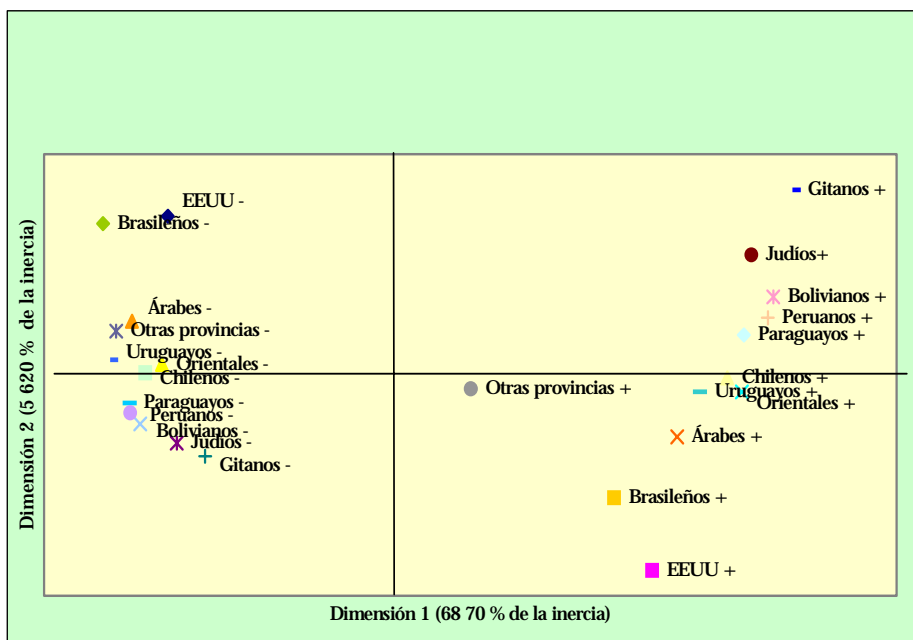 Gitanos +
EEUU -
Brasileños -
Judíos+
Bolivianos +
Árabes -
Peruanos +
Otras provincias -
Paraguayos +
Uruguayos -
Orientales -
Chilenos -
Chilenos +
Otras provincias +
Uruguayos +
Orientales +
Paraguayos -
Peruanos -
Bolivianos -
Árabes +
Judíos -
Gitanos -
Brasileños +
EEUU +
Dimensión 2 (5 620 % de la inercia)
Dimensión 1 (68 70 % de la inercia)